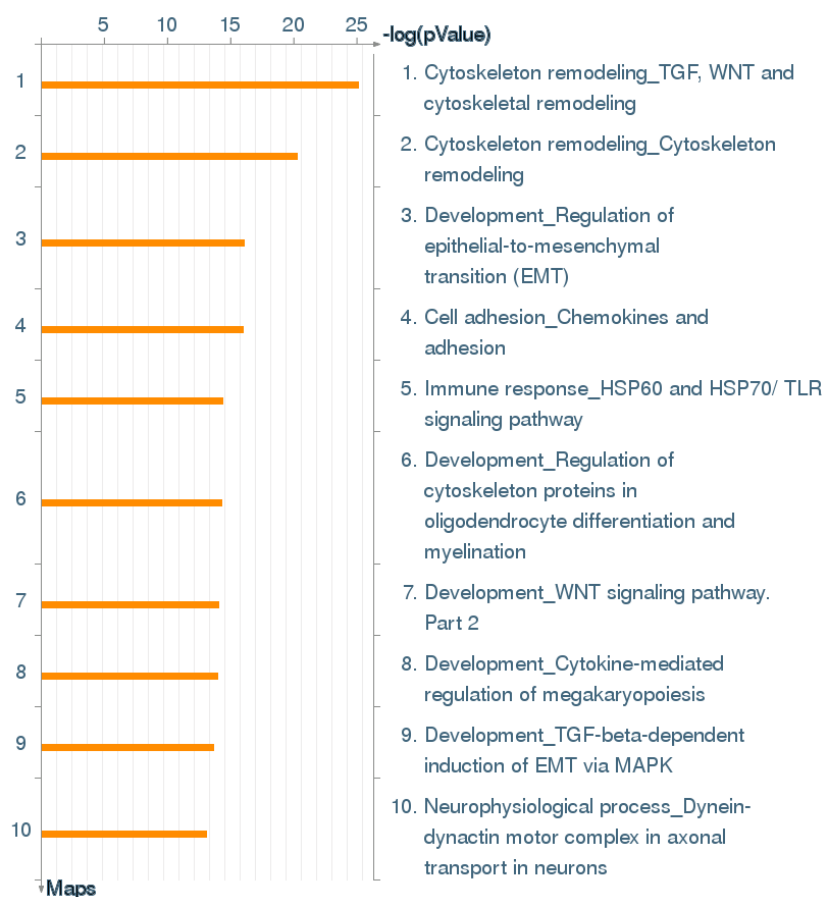 5 10 15 20 25
-log(pValue)
1
1. Cytoskeleton remodeling_TGF, WNT and
cytoskeletal remodeling
2
2. Cytoskeleton remodeling_Cytoskeleton
remodeling
3
3. Development_Regulation of
epithelial-to-mesenchymal
transition (EMT)
4
4. Cell adhesion_Chemokines and
adhesion
5
5. Immune response_HSP60 and HSP70/ TLR
signaling pathway
6
6. Development_Regulation of
cytoskeleton proteins in
oligodendrocyte differentiation and
myelination
7
7. Development_WNT signaling pathway.
Part 2
8
8. Development_Cytokine-mediated
regulation of megakaryopoiesis
9
9. Development_TGF-beta-dependent
induction of EMT via MAPK
10
10. Neurophysiological process_Dynein-
dynactin motor complex in axonal
transport in neurons
Maps